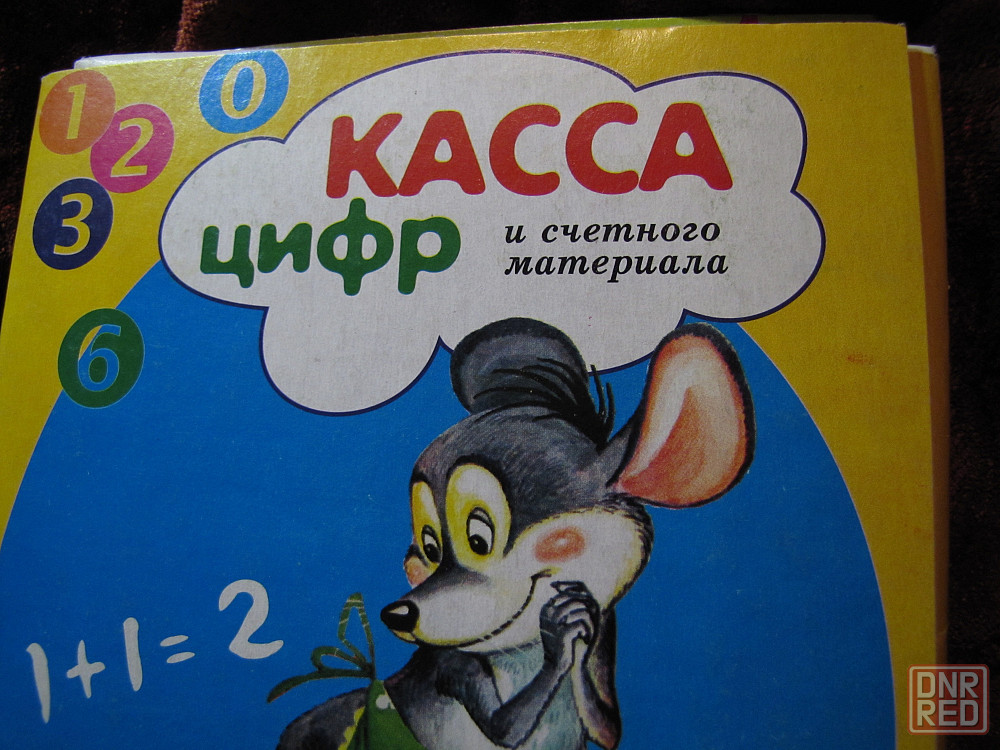 0
1
2
3
6
КАССА
цифр
и счетного
материала
1+1=2
DNR
RED